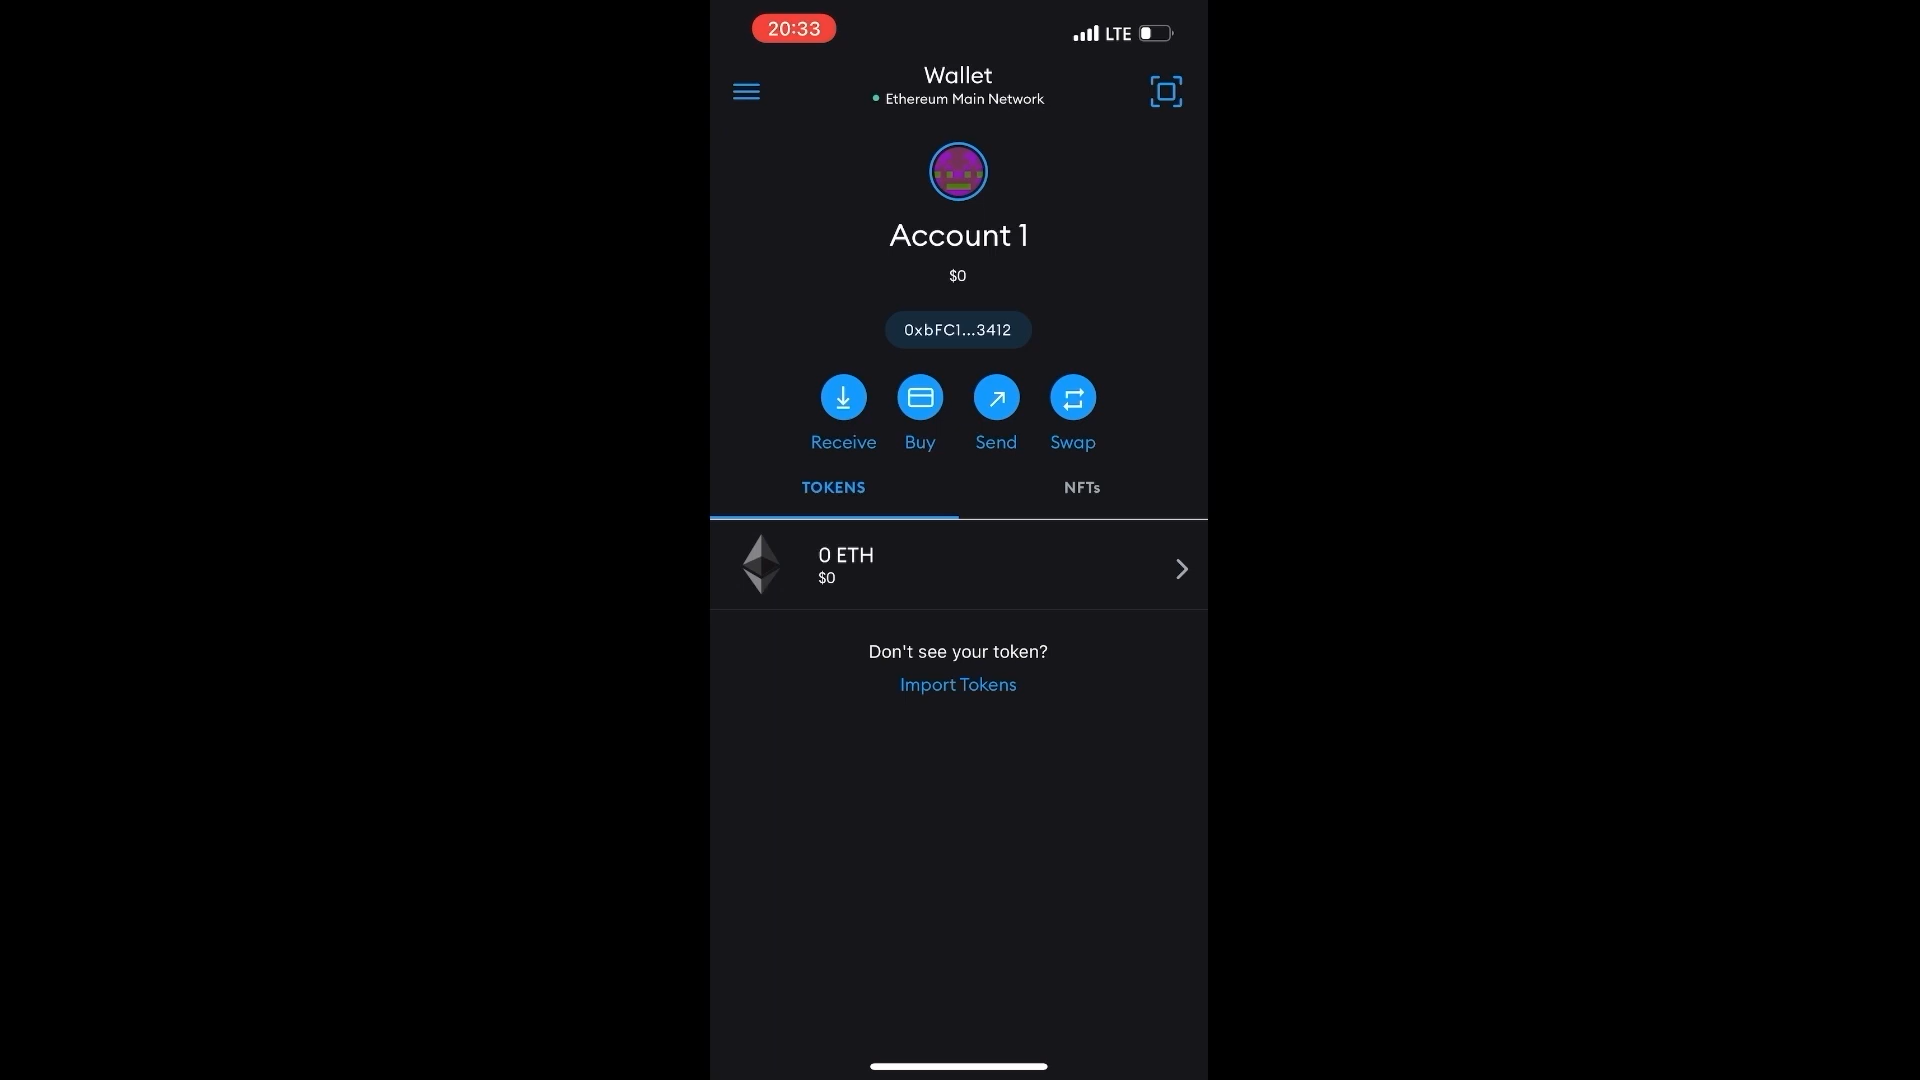 20:33
LTE
Wallet
Ethereum Main Network
Account 1
$0
0xbFC1...3412
Receive Buy Send Swap
TOKENS NFTs
0 ETH
$0
Don't see your token?
Import Tokens